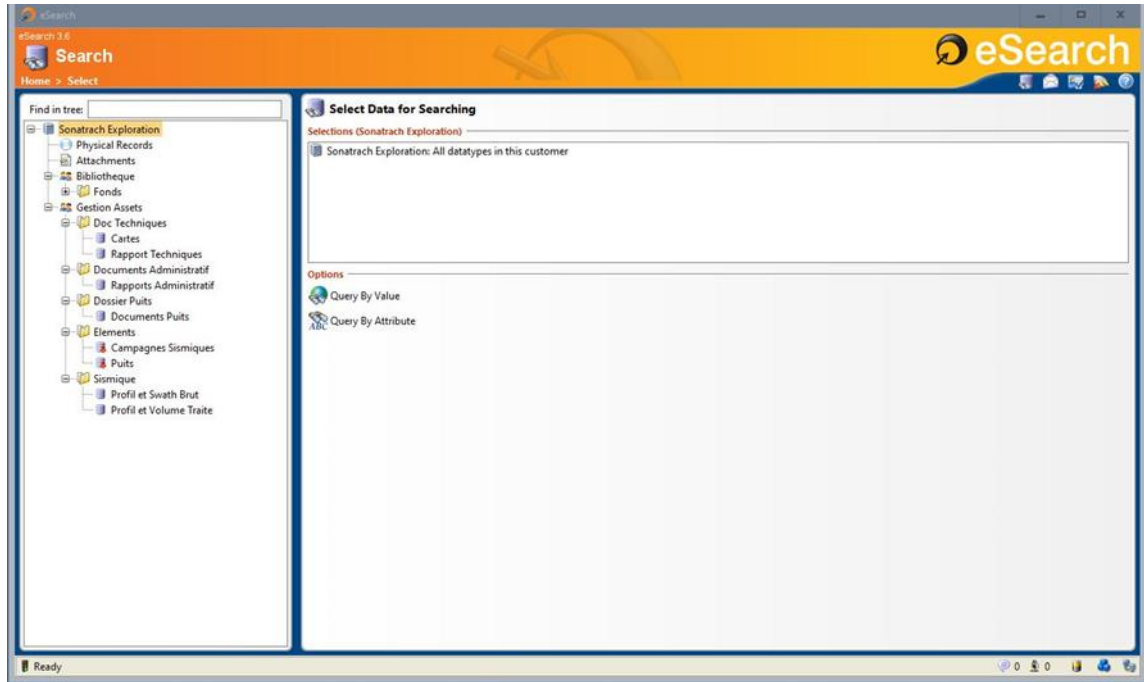 eSearch
eSearch 3.6
Search
Home > Select
eSearch
Find in tree:
Sonatrach Exploration
Physical Records
Attachments
Bibliotheque
Fonds
Gestion Assets
Doc Techniques
Cartes
Rapport Techniques
Documents Administratif
Rapports Administratif
Dossier Puits
Documents Puits
Elements
Campagnes Sismiques
Puits
Sismique
Profil et Swath Brut
Profil et Volume Traite
Select Data for Searching
Selections (Sonatrach Exploration)
Sonatrach Exploration: All datatypes in this customer
Options
Query By Value
ABC Query By Attribute
Ready
0 0